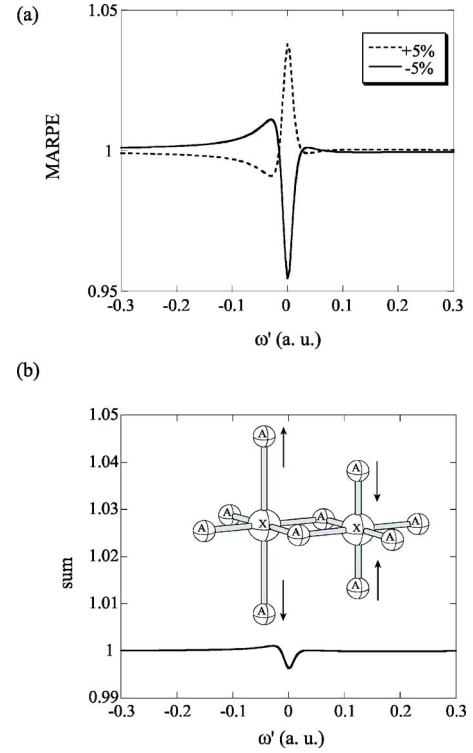 (a)
1.05
+5%
-5%
MARPE
1
0.95
-0.3
-0.2
-0.1
0
0.1
0.2
0.3
ω' (a. u.)
(b)
1.05
1.04
A
A
1.03
A
A
X
X
A
A
A
A
1.02
sum
1.01
A
A
1
0.99
-0.3
-0.2
-0.1
0
0.1
0.2
0.3
ω' (a. u.)